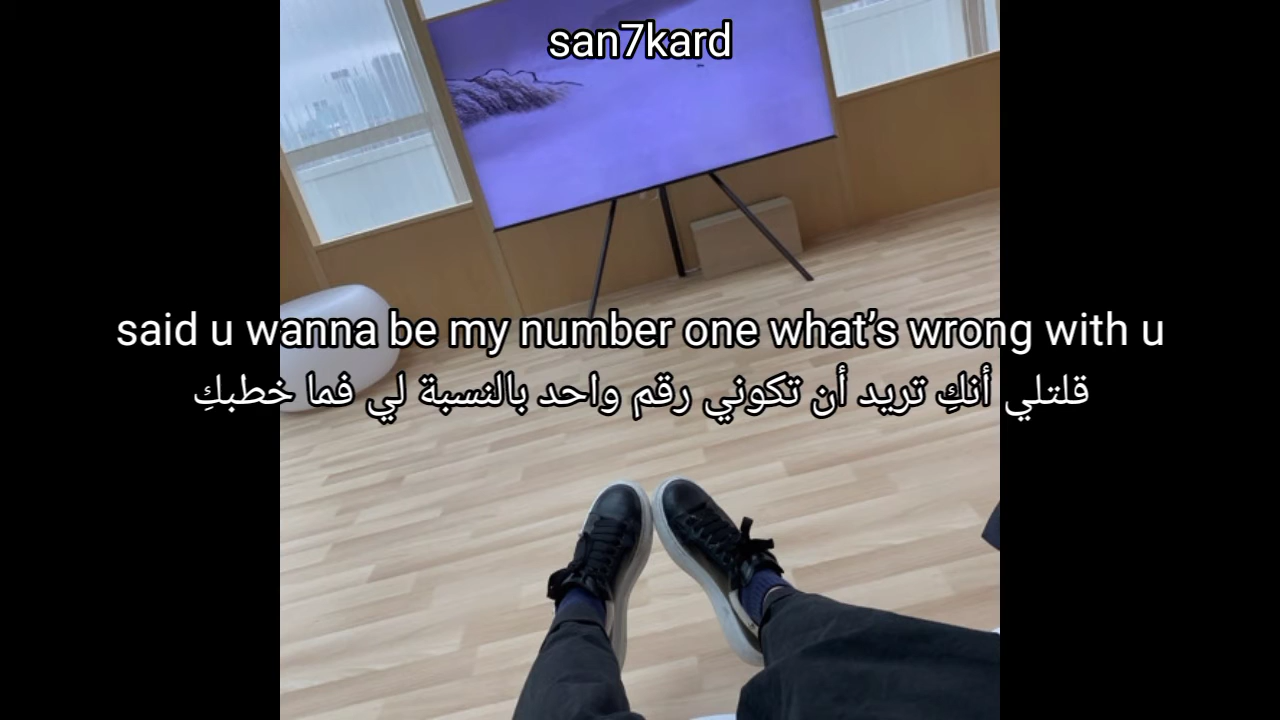 san7kard
said u wanna be my number one what's wrong with u
قلتلي أنكِ تريد أن تكوني رقم واحد بالنسبة لي فما خطبكِ